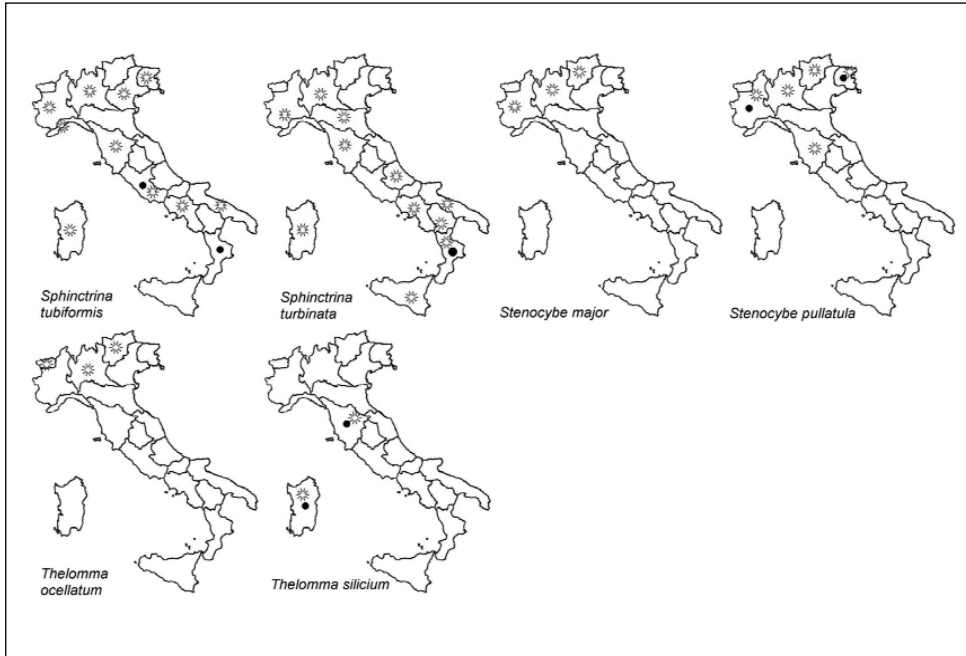 Sphinctrina
tubiformis
Sphinctrina
turbinata
Stenocybe major
Stenocybe pullatula
Thelomma
ocellatum
Thelomma silicium